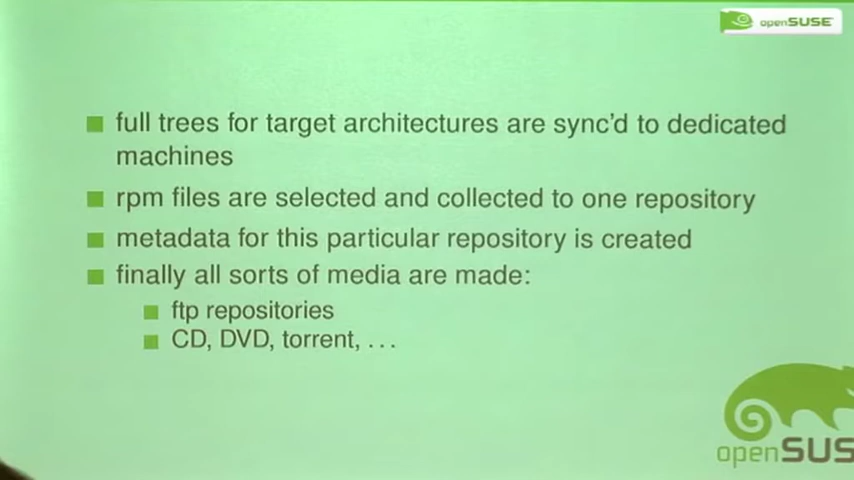 openSUSE
full trees for target architectures are sync'd to dedicated
machines
rpm files are selected and collected to one repository
metadata for this particular repository is created
finally all sorts of media are made:
ftp repositories
CD, DVD, torrent, ...
openSUS